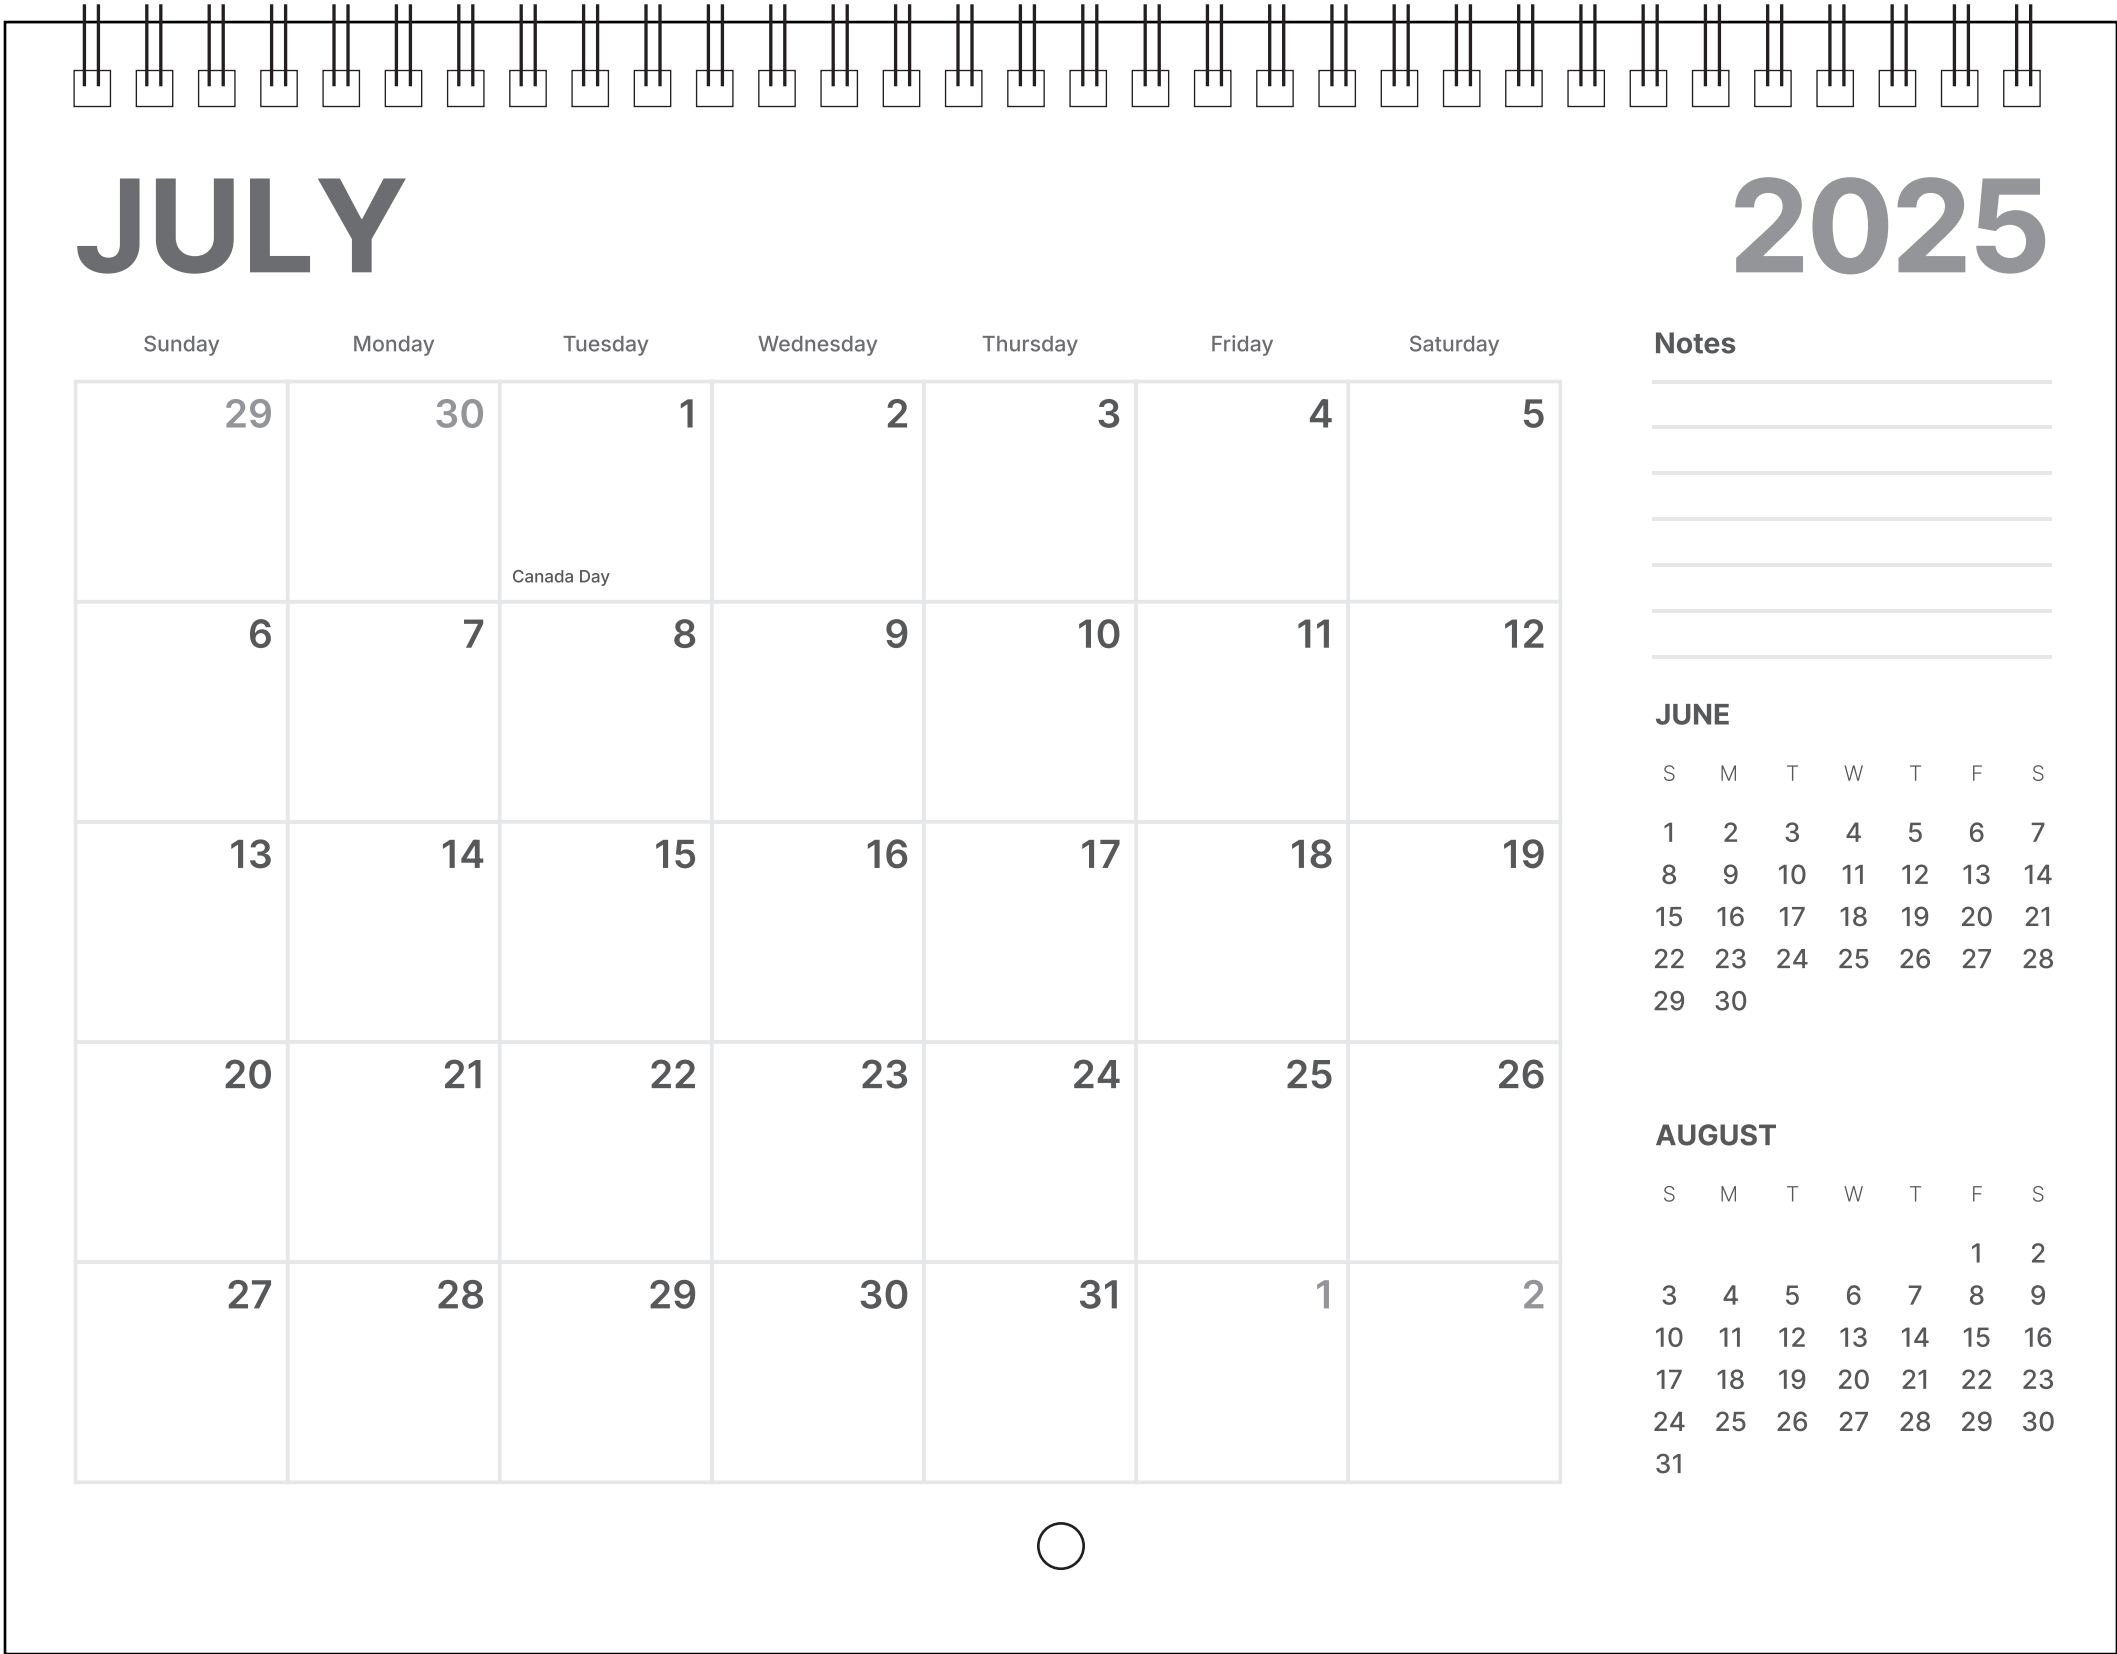 JULY 2025
Sunday Monday Tuesday Wednesday Thursday Friday Saturday
29 30 1 2 3 4 5
Canada Day
6 7 8 9 10 11 12
13 14 15 16 17 18 19
20 21 22 23 24 25 26
27 28 29 30 31 1 2
Notes
JUNE
S M T W T F S
1 2 3 4 5 6 7
8 9 10 11 12 13 14
15 16 17 18 19 20 21
22 23 24 25 26 27 28
29 30
AUGUST
S M T W T F S
1 2
3 4 5 6 7 8 9
10 11 12 13 14 15 16
17 18 19 20 21 22 23
24 25 26 27 28 29 30
31